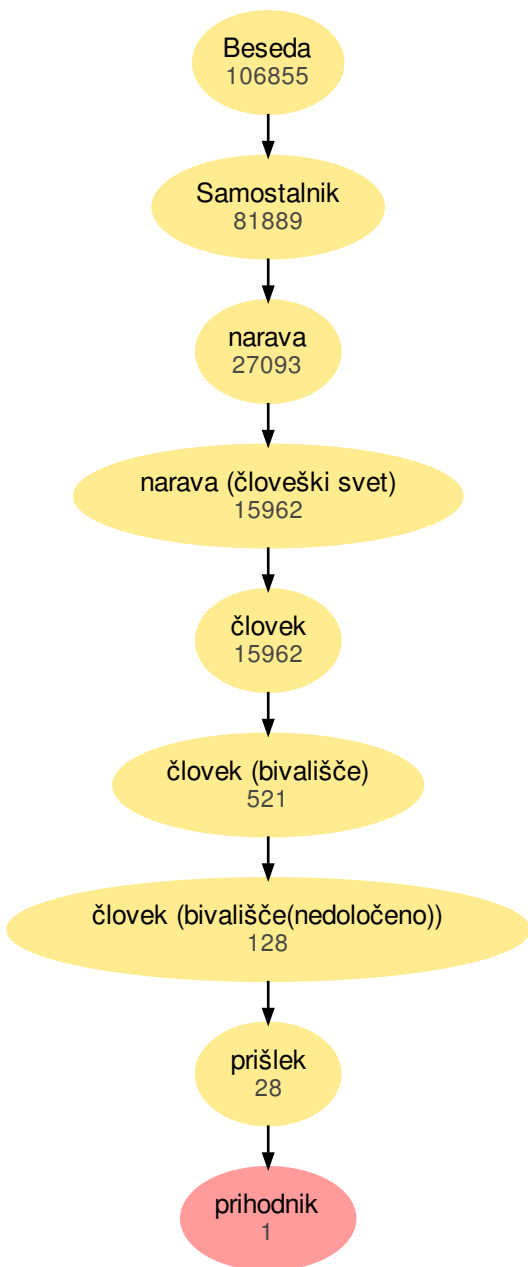 Beseda
106855
Samostalnik
81889
narava
27093
narava (človeški svet)
15962
človek
15962
človek (bivališče)
521
človek (bivališče(nedoločeno))
128
prišlek
28
prihodnik
1